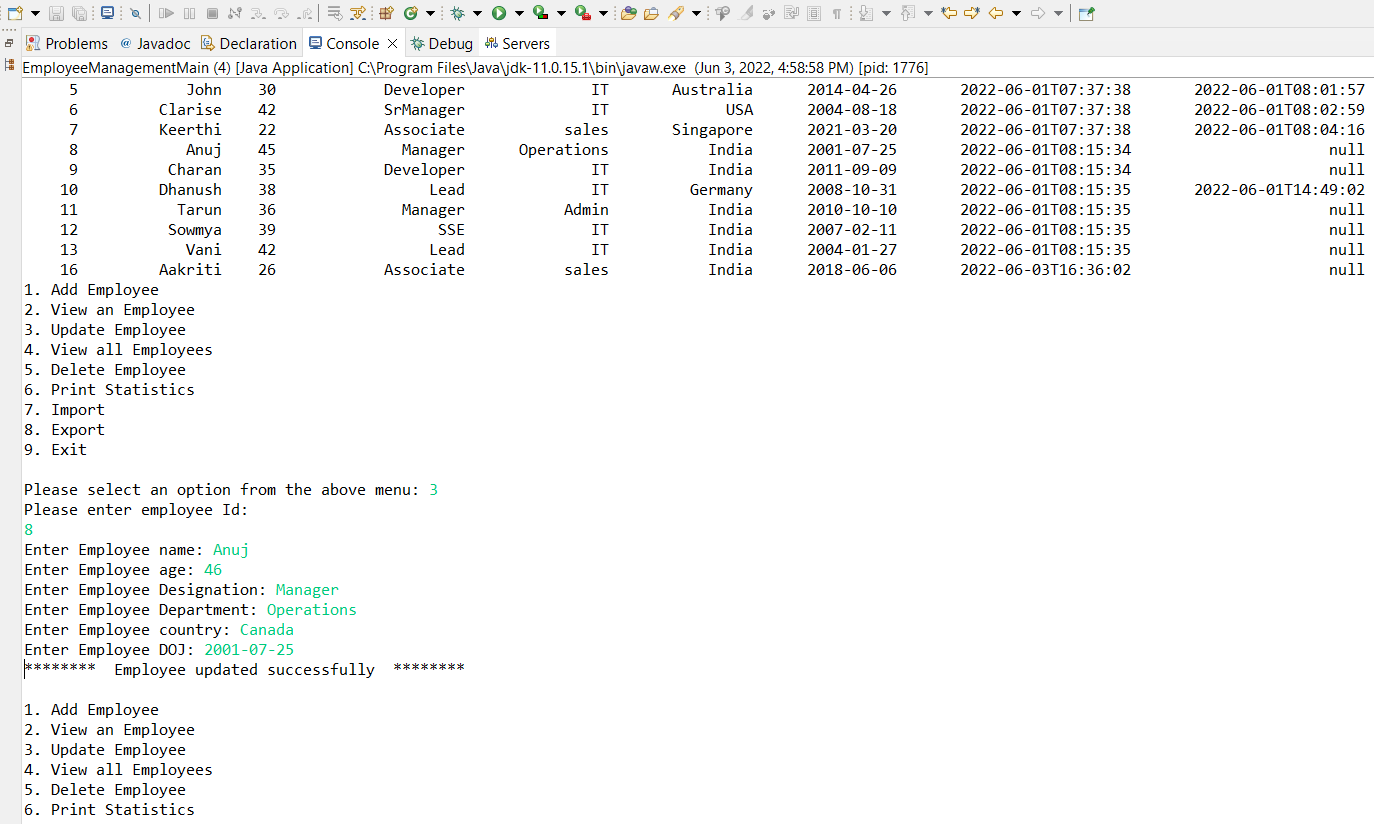 Problems @ Javadoc Declaration Console Debug Servers
EmployeeManagementMain (4) [Java Application] C:\Program Files\Java\jdk-11.0.15.1\bin\javaw.exe (Jun 3, 2022, 4:58:58 PM) [pid: 1776]
5 John 30 Developer IT Australia 2014-04-26 2022-06-01T07:37:38 2022-06-01T08:01:57
6 Clarise 42 SrManager IT USA 2004-08-18 2022-06-01T07:37:38 2022-06-01T08:02:59
7 Keerthi 22 Associate sales Singapore 2021-03-20 2022-06-01T07:37:38 2022-06-01T08:04:16
8 Anuj 45 Manager Operations India 2001-07-25 2022-06-01T08:15:34 null
9 Charan 35 Developer IT India 2011-09-09 2022-06-01T08:15:34 null
10 Dhanush 38 Lead IT Germany 2008-10-31 2022-06-01T08:15:35 2022-06-01T14:49:02
11 Tarun 36 Manager Admin India 2010-10-10 2022-06-01T08:15:35 null
12 Sowmya 39 SSE IT India 2007-02-11 2022-06-01T08:15:35 null
13 Vani 42 Lead IT India 2004-01-27 2022-06-01T08:15:35 null
16 Aakriti 26 Associate sales India 2018-06-06 2022-06-03T16:36:02 null
1. Add Employee
2. View an Employee
3. Update Employee
4. View all Employees
5. Delete Employee
6. Print Statistics
7. Import
8. Export
9. Exit
Please select an option from the above menu: 3
Please enter employee Id:
8
Enter Employee name: Anuj
Enter Employee age: 46
Enter Employee Designation: Manager
Enter Employee Department: Operations
Enter Employee country: Canada
Enter Employee DOJ: 2001-07-25
******** Employee updated successfully ********
1. Add Employee
2. View an Employee
3. Update Employee
4. View all Employees
5. Delete Employee
6. Print Statistics